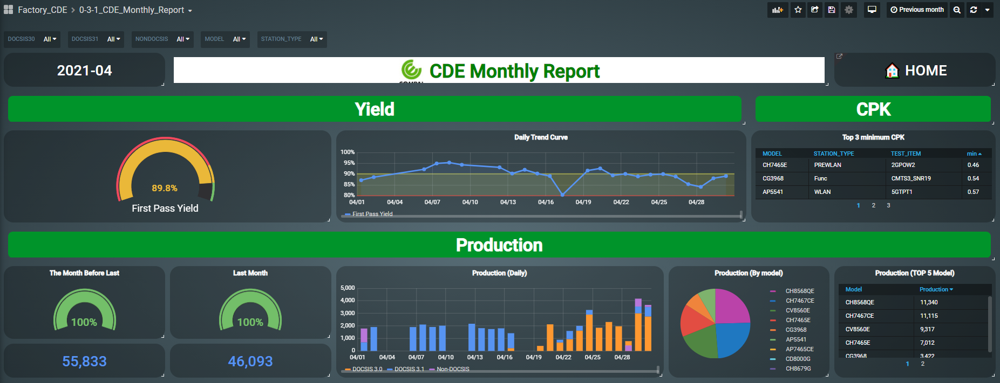 Factory_CDE > 0-3-1_CDE_Monthly_Report
Previous month
DOCSIS30 All
DOCSIS31 All
NONDOCSIS All
MODEL All
STATION_TYPE All
2021-04
CDE Monthly Report
HOME
Yield
CPK
89.8%
First Pass Yield
Daily Trend Curve
100%
95%
90%
85%
80%
04/01 04/04 04/07 04/10 04/13 04/16 04/19 04/22 04/25 04/28
First Pass Yield
Top 3 minimum CPK
MODEL STATION_TYPE TEST_ITEM min
CH7465E PREWLAN 2GPOW2 0.46
CG3968 Func CMTS3_SNR19 0.54
AP5541 WLAN 5GTPT1 0.57
1 2 3
Production
The Month Before Last
100%
55,833
Last Month
100%
46,093
Production (Daily)
5,000
4,000
3,000
2,000
1,000
0
04/01 04/04 04/07 04/10 04/13 04/16 04/19 04/22 04/25 04/28
DOCSIS 3.0 DOCSIS 3.1 Non-DOCSIS
Production (By model)
CH8568QE
CH7467CE
CV8560E
CH7465E
CG3968
AP5541
AP7465CE
CD8000G
CH8679G
Production (TOP 5 Model)
Model Production
CH8568QE 11,340
CH7467CE 11,115
CV8560E 9,317
CH7465E 7,012
CG3968 3,422
1 2